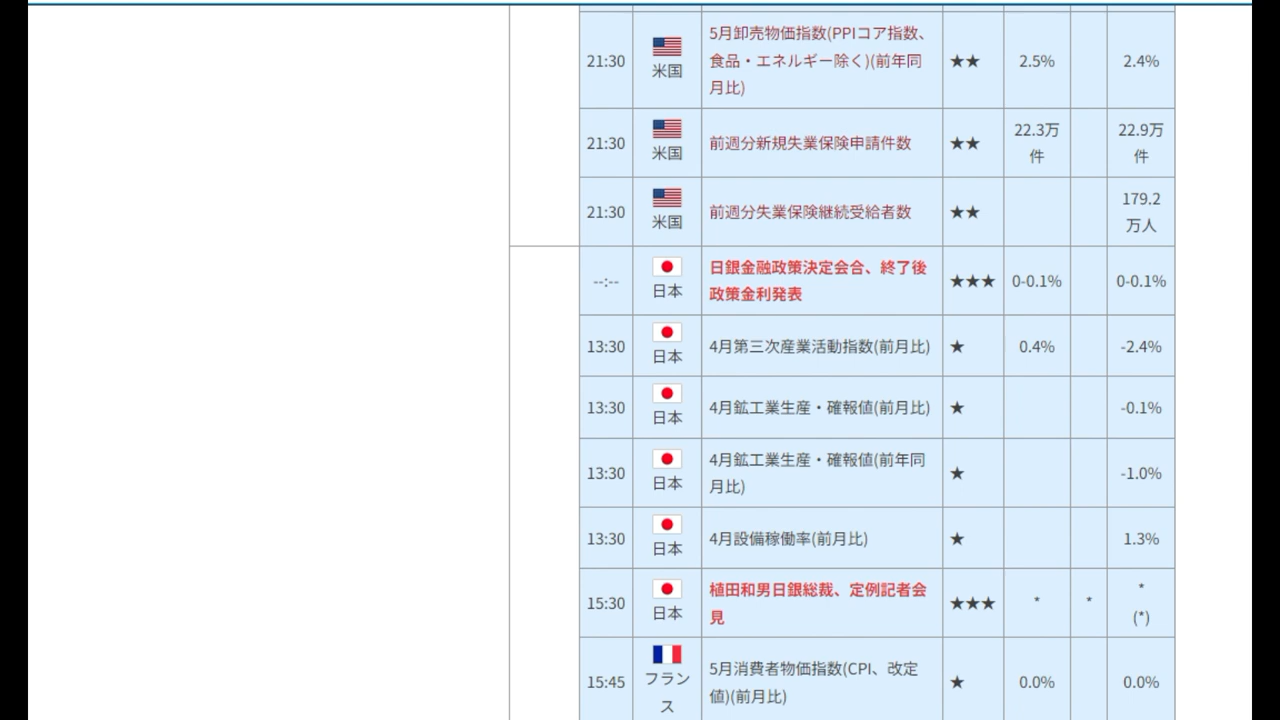 21:30
米国
5月卸売物価指数(PPIコア指数、
食品・エネルギー除く)(前年同
月比)
★★
2.5%
2.4%
21:30
米国
前週分新規失業保険申請件数
★★
22.3万
件
22.9万
件
21:30
米国
前週分失業保険継続受給者数
★★
179.2
万人
--:--
日本
日銀金融政策決定会合、終了後
政策金利発表
★★★
0-0.1%
0-0.1%
13:30
日本
4月第三次産業活動指数(前月比)
★
0.4%
-2.4%
13:30
日本
4月鉱工業生産・確報値(前月比)
★
-0.1%
13:30
日本
4月鉱工業生産・確報値(前年同
月比)
★
-1.0%
13:30
日本
4月設備稼働率(前月比)
★
1.3%
15:30
日本
植田和男日銀総裁、定例記者会
見
★★★
*
*
*
(*)
15:45
フラン
ス
5月消費者物価指数(CPI、改定
値)(前月比)
★
0.0%
0.0%